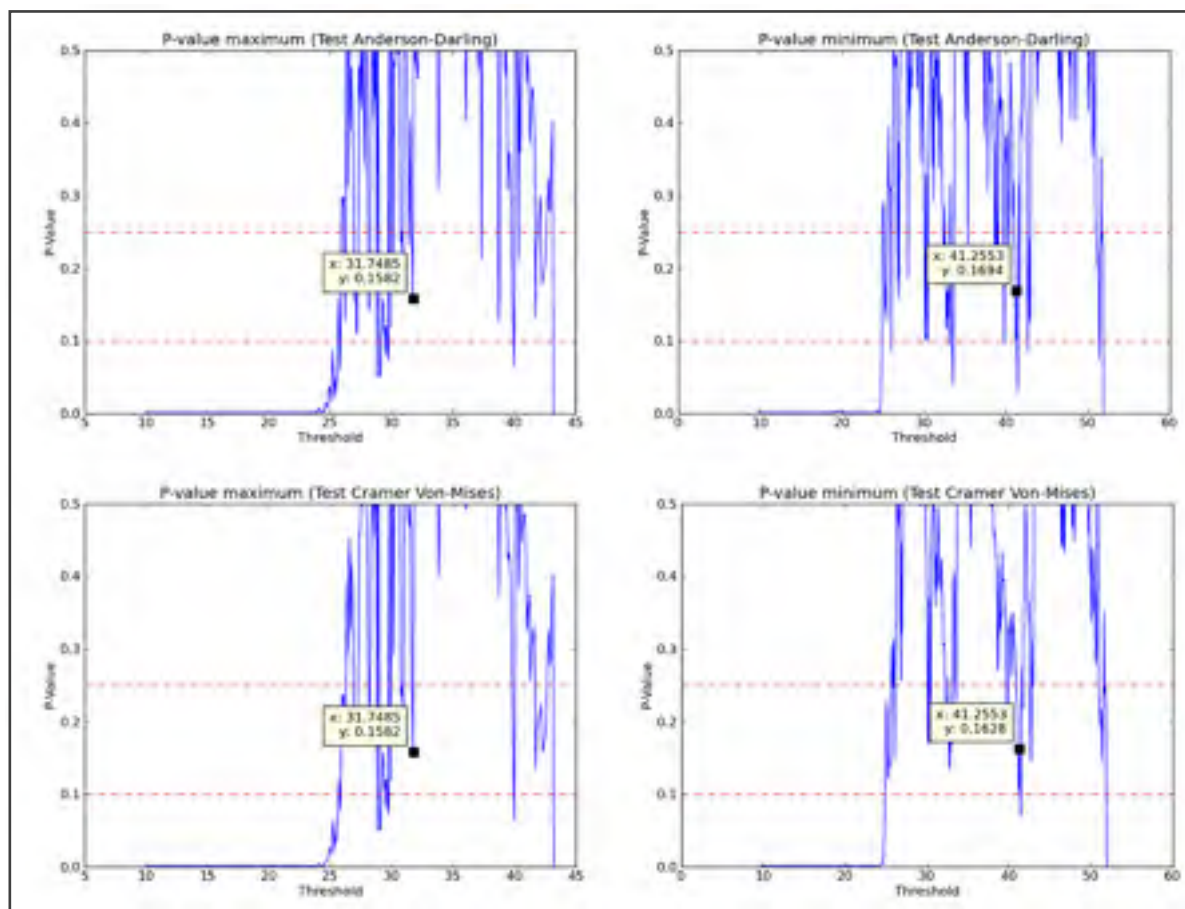 P-value maximum (Test Anderson-Darling)
0.5
0.4
0.3
0.2
0.1
0.0
P-Value
x: 31.7485
y: 0.1582
5 10 15 20 25 30 35 40 45
Threshold
P-value minimum (Test Anderson-Darling)
0.5
0.4
0.3
0.2
0.1
0.0
P-Value
x: 41.2553
y: 0.1694
0 10 20 30 40 50 60
Threshold
P-value maximum (Test Cramer Von-Mises)
0.5
0.4
0.3
0.2
0.1
0.0
P-Value
x: 31.7485
y: 0.1582
5 10 15 20 25 30 35 40 45
Threshold
P-value minimum (Test Cramer Von-Mises)
0.5
0.4
0.3
0.2
0.1
0.0
P-Value
x: 41.2553
y: 0.1628
0 10 20 30 40 50 60
Threshold